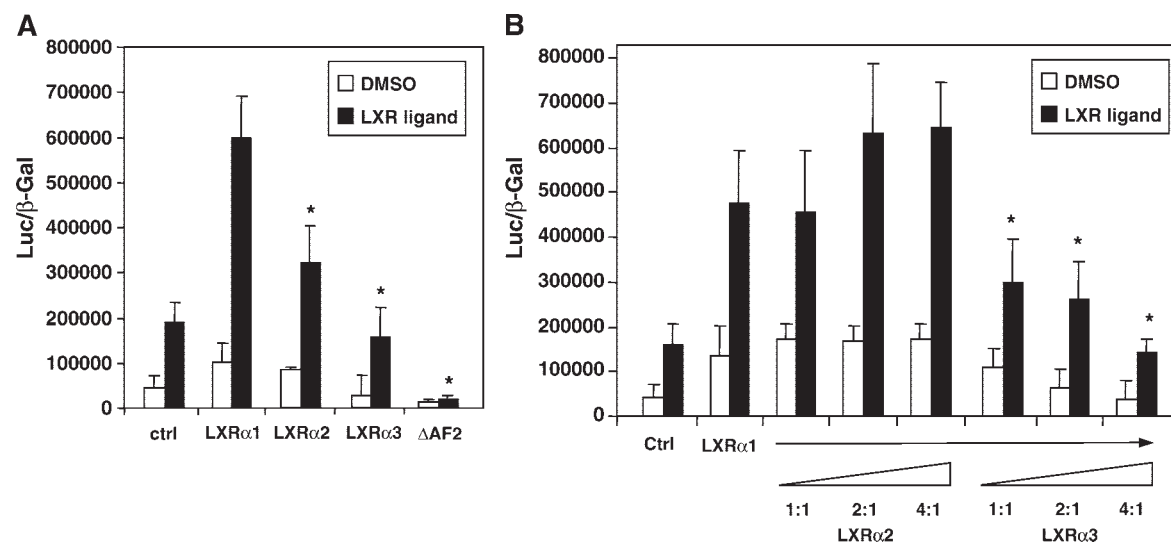 A
Luc/β-Gal
800000
700000
600000
500000
400000
300000
200000
100000
0
DMSO
LXR ligand
*
*
*
ctrl LXRα1 LXRα2 LXRα3 ΔAF2
B
Luc/β-Gal
800000
700000
600000
500000
400000
300000
200000
100000
0
DMSO
LXR ligand
*
*
*
Ctrl LXRα1
1:1 2:1 4:1 1:1 2:1 4:1
LXRα2 LXRα3